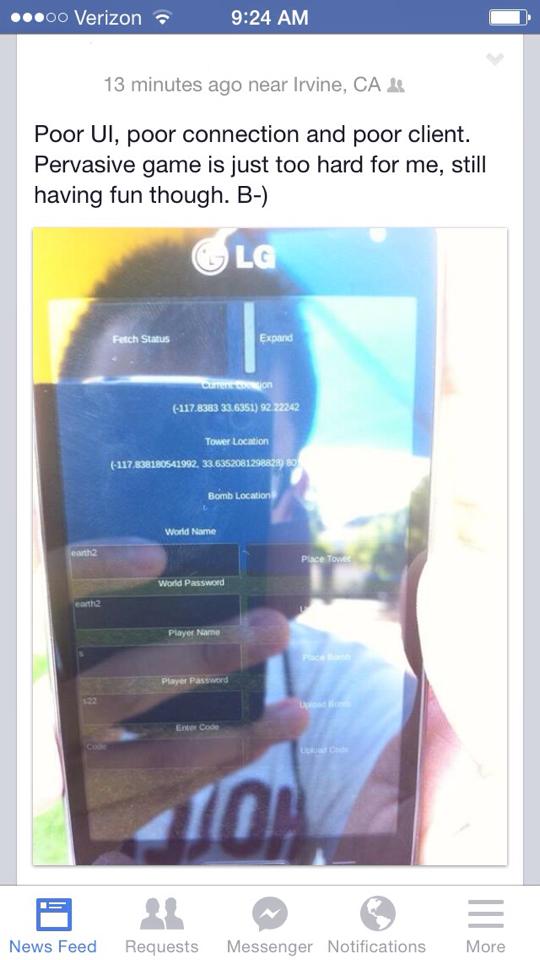 Verizon 9:24 AM
13 minutes ago near Irvine, CA
Poor UI, poor connection and poor client.
Pervasive game is just too hard for me, still
having fun though. B-)
LG
Fetch Status Expand
Current Location
(-117.8383 33.6351) 92.22242
Tower Location
(-117.838180541992, 33.6352081298828) 80
Bomb Location
World Name
earth2 Place Tower
World Password
earth2
Player Name
s Place Bomb
Player Password
s22 Upload Bomb
Enter Code
Code Upload Code
News Feed Requests Messenger Notifications More